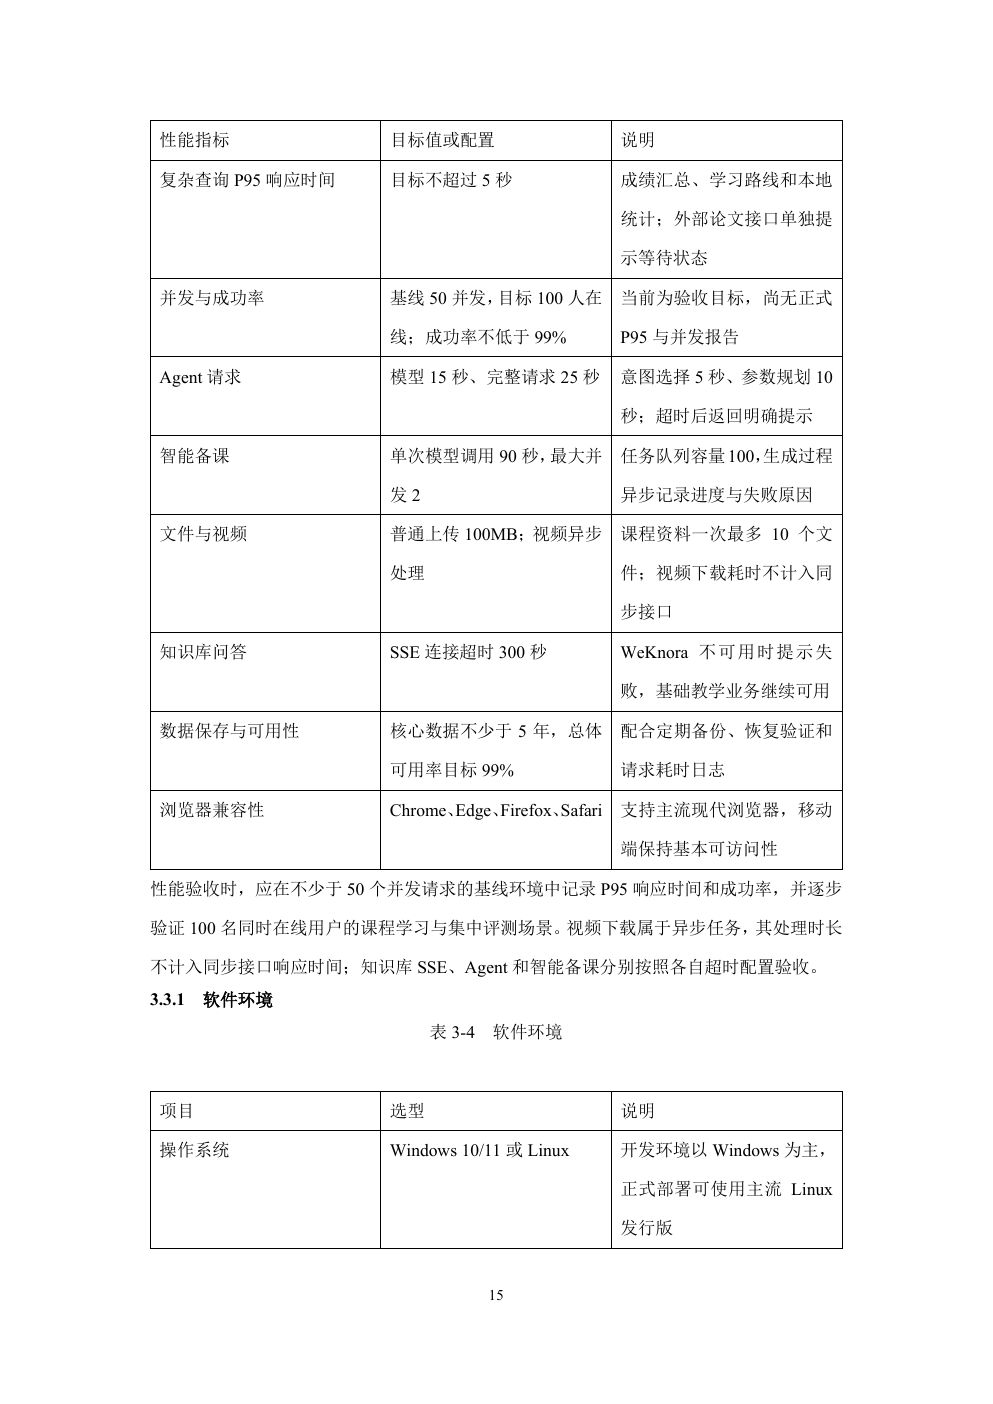 性能指标 目标值或配置 说明
复杂查询 P95 响应时间 目标不超过 5 秒 成绩汇总、学习路线和本地
统计；外部论文接口单独提
示等待状态
并发与成功率 基线 50 并发，目标 100 人在 当前为验收目标，尚无正式
线；成功率不低于 99% P95 与并发报告
Agent 请求 模型 15 秒、完整请求 25 秒 意图选择 5 秒、参数规划 10
秒；超时后返回明确提示
智能备课 单次模型调用 90 秒，最大并 任务队列容量 100，生成过程
发 2 异步记录进度与失败原因
文件与视频 普通上传 100MB；视频异步 课程资料一次最多 10 个文
处理 件；视频下载耗时不计入同
步接口
知识库问答 SSE 连接超时 300 秒 WeKnora 不可用时提示失
败，基础教学业务继续可用
数据保存与可用性 核心数据不少于 5 年，总体 配合定期备份、恢复验证和
可用率目标 99% 请求耗时日志
浏览器兼容性 Chrome、Edge、Firefox、Safari 支持主流现代浏览器，移动
端保持基本可访问性
性能验收时，应在不少于 50 个并发请求的基线环境中记录 P95 响应时间和成功率，并逐步
验证 100 名同时在线用户的课程学习与集中评测场景。视频下载属于异步任务，其处理时长
不计入同步接口响应时间；知识库 SSE、Agent 和智能备课分别按照各自超时配置验收。
3.3.1 软件环境
表 3-4 软件环境
项目 选型 说明
操作系统 Windows 10/11 或 Linux 开发环境以 Windows 为主，
正式部署可使用主流 Linux
发行版
15